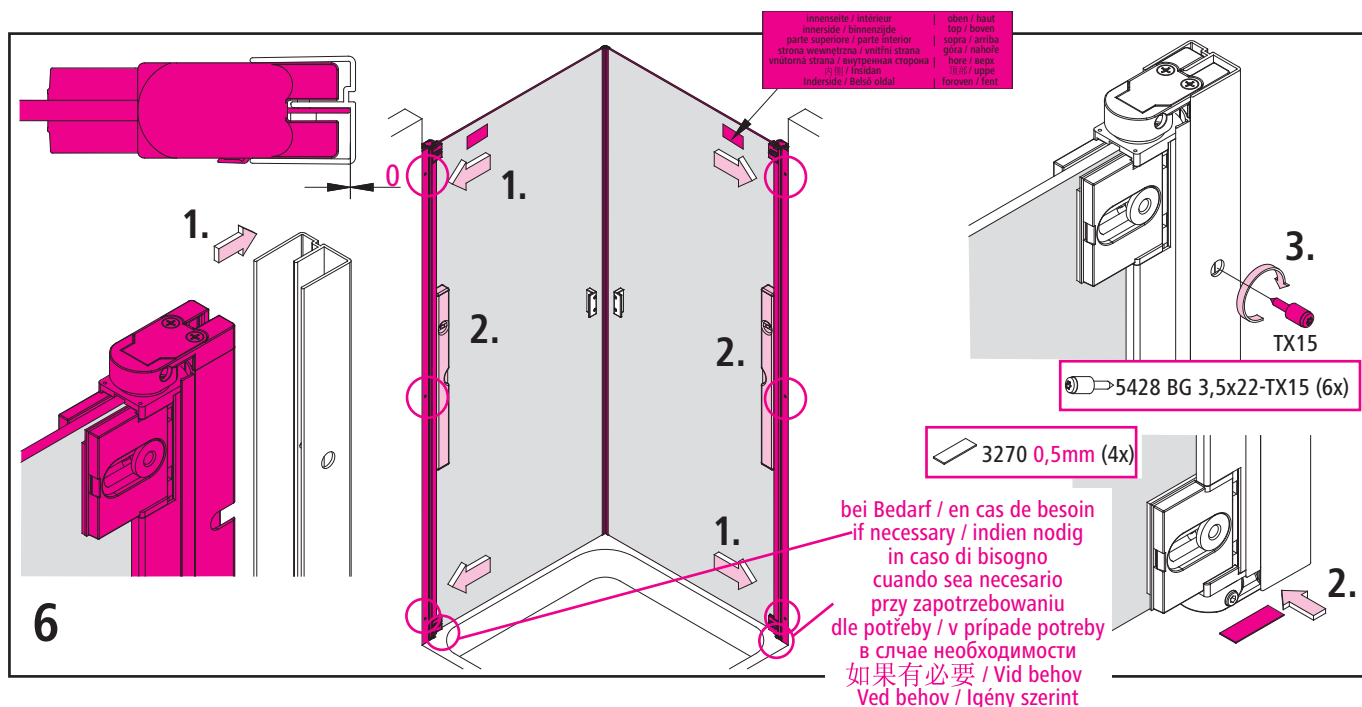 innenseite / intérieur | oben / haut
innerside / binnenzijde | top / boven
parte superiore / parte interior | sopra / arriba
strona wewnętrzna / vnitřní strana | góra / nahoře
vnútorná strana / внутренная сторона | hore / верх
内侧 / Insidan | 顶部 / uppe
Inderside / Belső oldal | foroven / fent
0
1.
1.
1.
2.
2.
3.
TX15
5428 BG 3,5x22-TX15 (6x)
3270 0,5mm (4x)
bei Bedarf / en cas de besoin
if necessary / indien nodig
in caso di bisogno
cuando sea necesario
przy zapotrzebowaniu
dle potřeby / v prípade potreby
в слчае необходимости
如果有必要 / Vid behov
Ved behov / Igény szerint
1.
2.
6